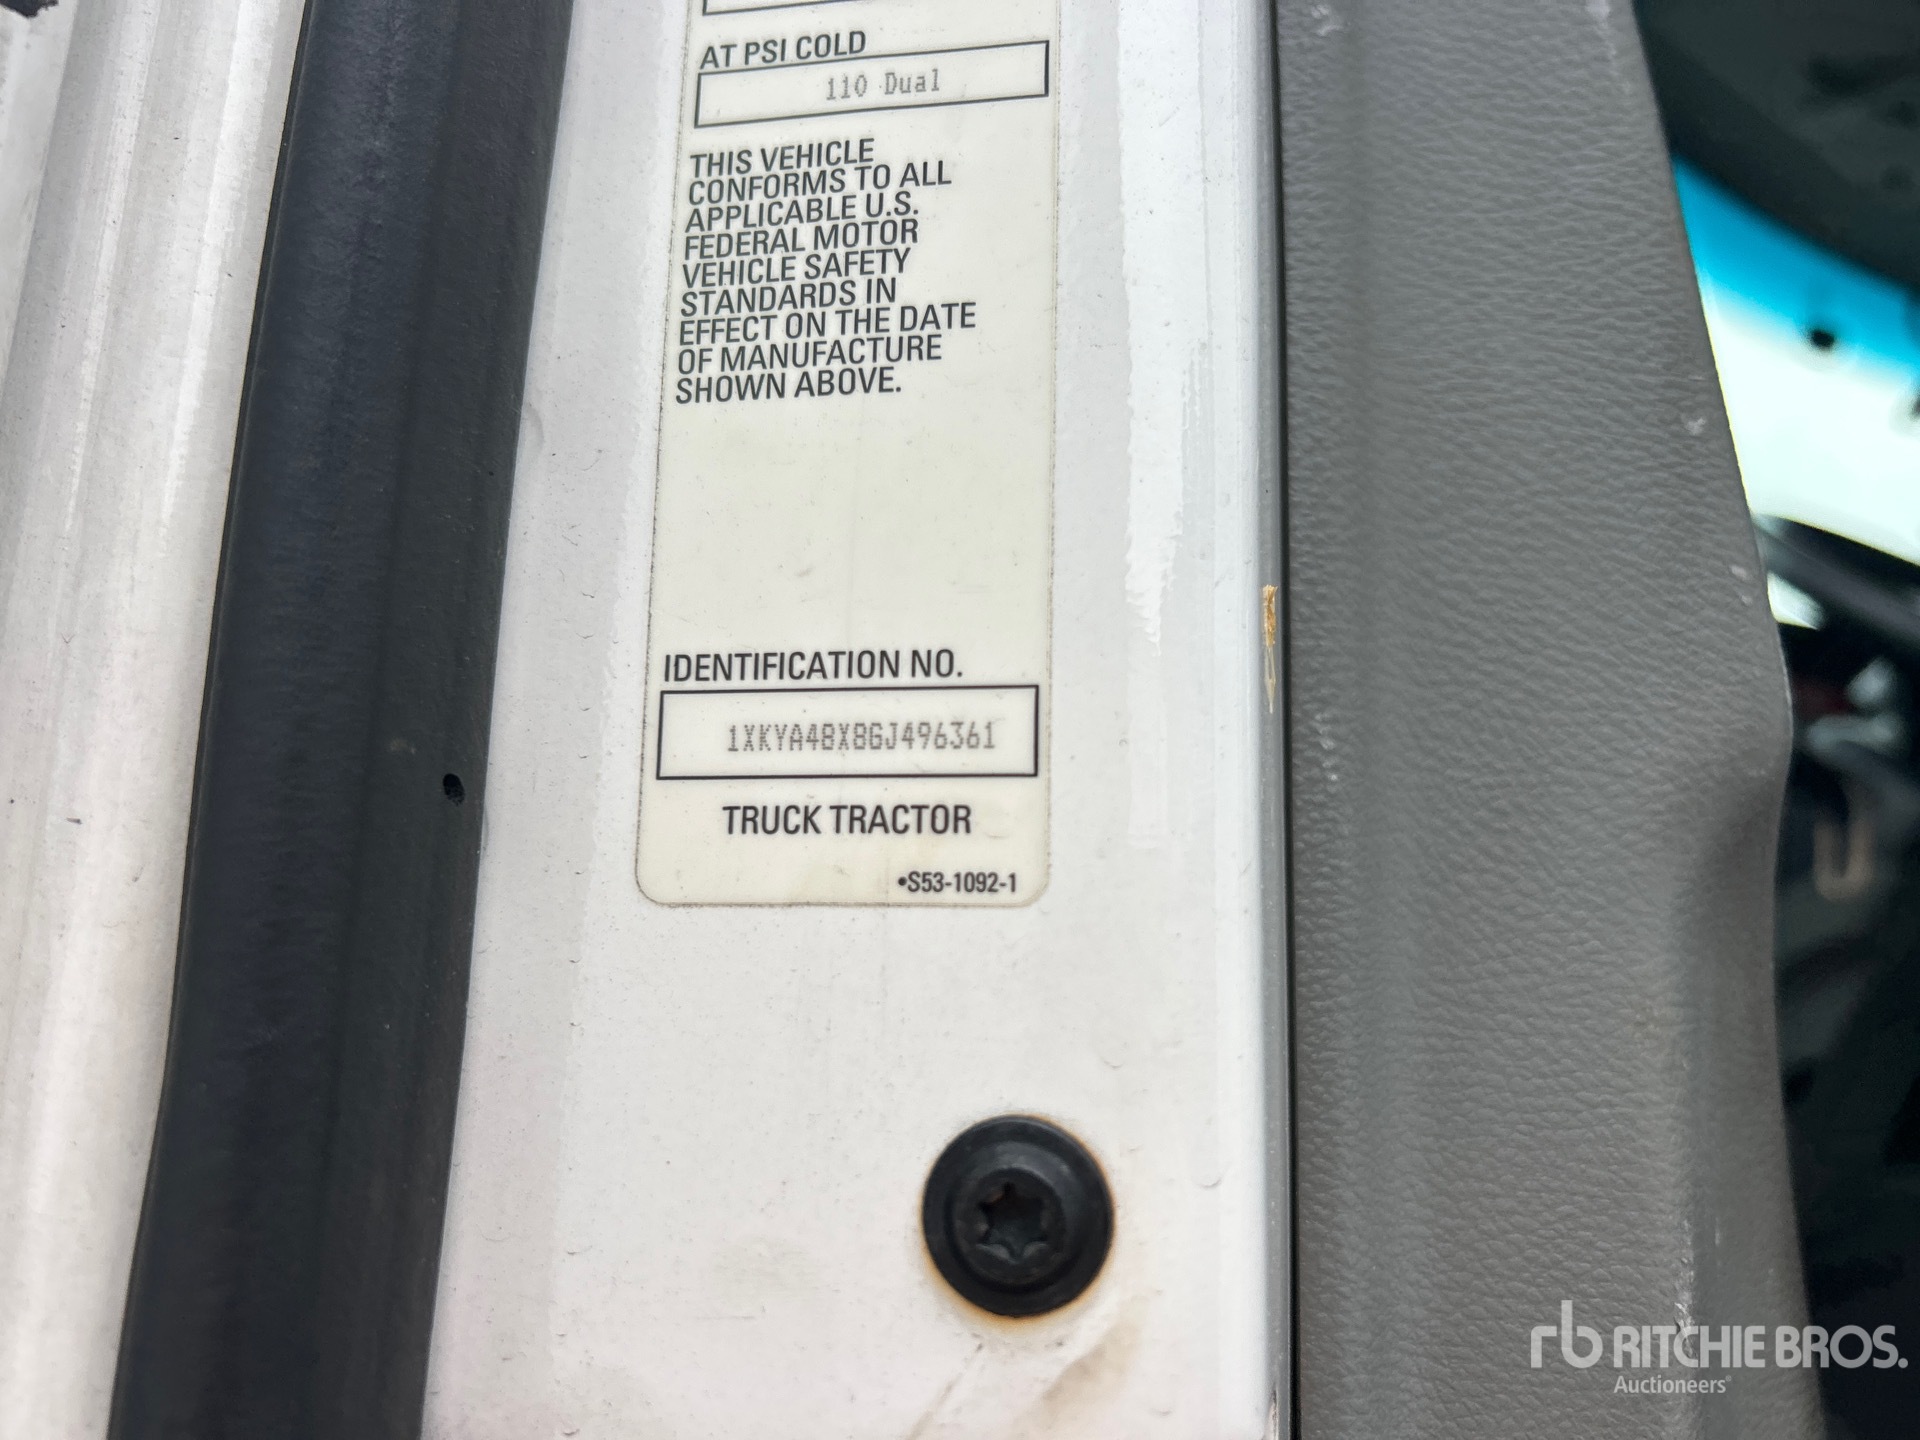 AT PSI COLD
110 Dual
THIS VEHICLE
CONFORMS TO ALL
APPLICABLE U.S.
FEDERAL MOTOR
VEHICLE SAFETY
STANDARDS IN
EFFECT ON THE DATE
OF MANUFACTURE
SHOWN ABOVE.
IDENTIFICATION NO.
1XKYA48X8GJ496361
TRUCK TRACTOR
•S53-1092-1
rb RITCHIE BROS.
Auctioneers